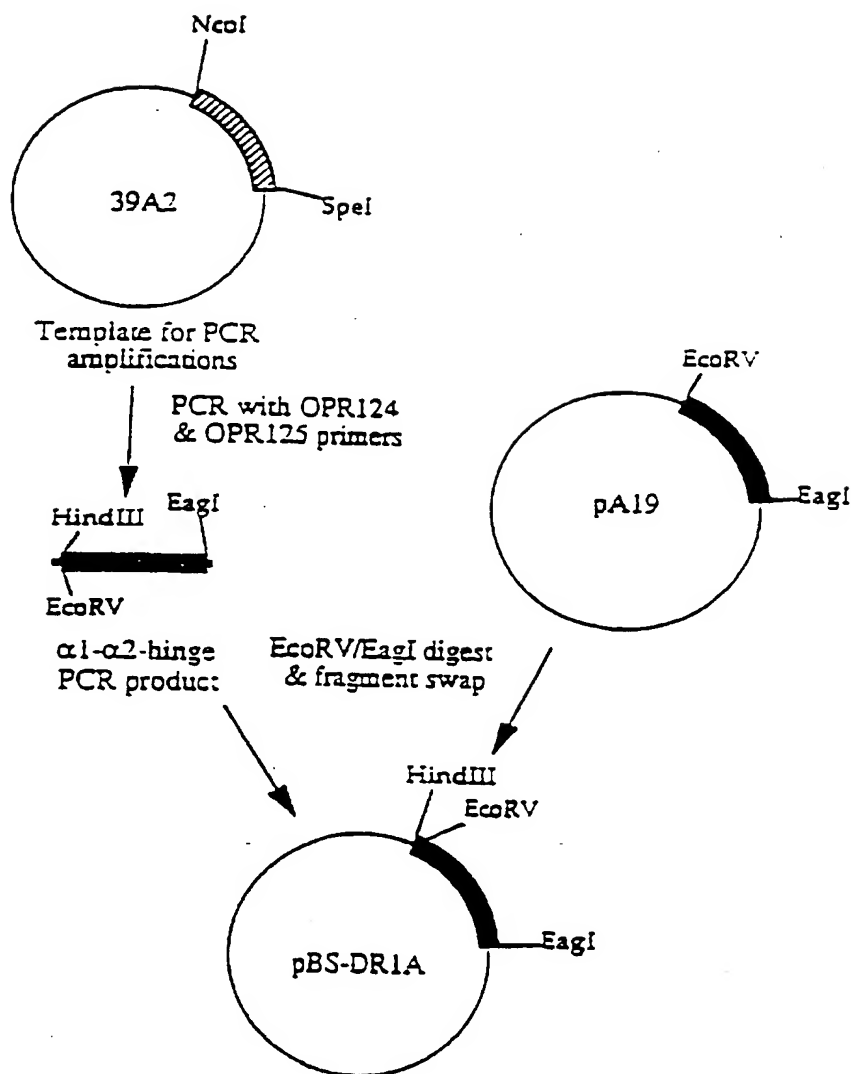 NcoI
39A2
SpeI
Template for PCR
amplifications
PCR with OPR124
& OPR125 primers
HindIII
EagI
EcoRV
α1-α2-hinge
PCR product
EcoRV
pA19
EagI
EcoRV/EagI digest
& fragment swap
HindIII
EcoRV
EagI
pBS-DR1A